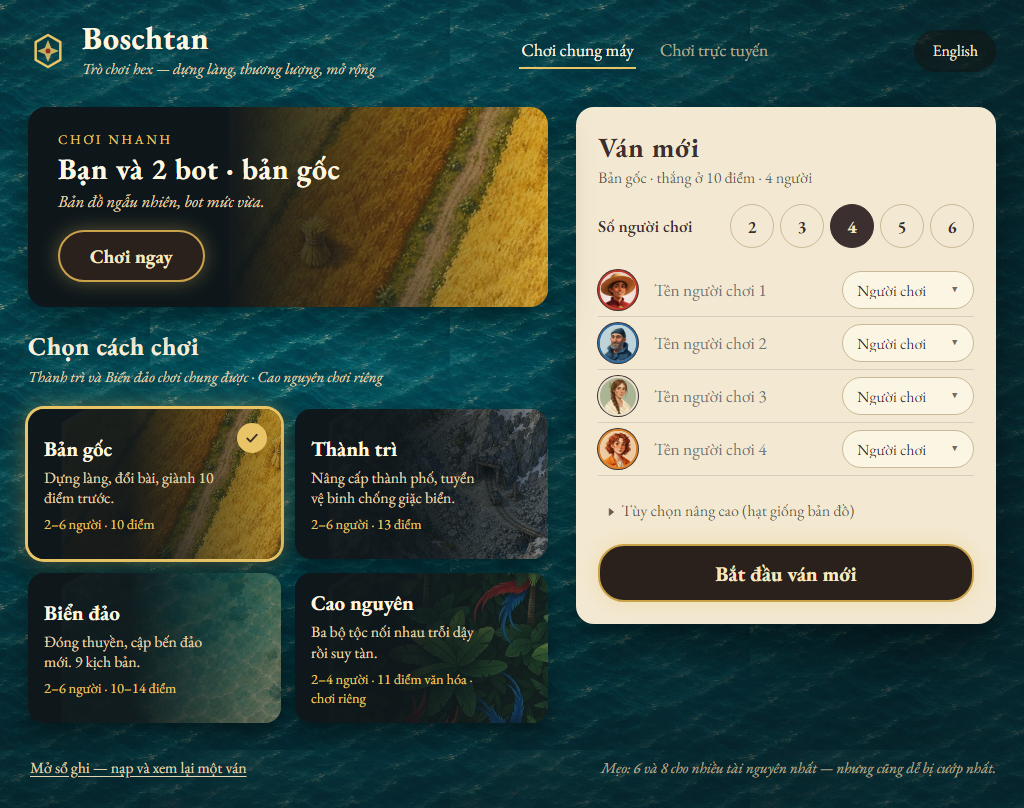 Boschtan
Trò chơi hex — dựng làng, thương lượng, mở rộng
Chơi chung máy
Chơi trực tuyến
English
CHƠI NHANH
Bạn và 2 bot · bản gốc
Bản đồ ngẫu nhiên, bot mức vừa.
Chơi ngay
Chọn cách chơi
Thành trì và Biển đảo chơi chung được · Cao nguyên chơi riêng
Bản gốc
Dựng làng, đổi bài, giành 10
điểm trước.
2–6 người · 10 điểm
Thành trì
Nâng cấp thành phố, tuyển
vệ binh chống giặc biển.
2–6 người · 13 điểm
Biển đảo
Đóng thuyền, cập bến đảo
mới. 9 kịch bản.
2–6 người · 10–14 điểm
Cao nguyên
Ba bộ tộc nối nhau trỗi dậy
rồi suy tàn.
2–4 người · 11 điểm văn hóa ·
chơi riêng
Ván mới
Bản gốc · thắng ở 10 điểm · 4 người
Số người chơi
2
3
4
5
6
Tên người chơi 1
Người chơi
Tên người chơi 2
Người chơi
Tên người chơi 3
Người chơi
Tên người chơi 4
Người chơi
Tùy chọn nâng cao (hạt giống bản đồ)
Bắt đầu ván mới
Mở sổ ghi — nạp và xem lại một ván
Mẹo: 6 và 8 cho nhiều tài nguyên nhất — nhưng cũng dễ bị cướp nhất.